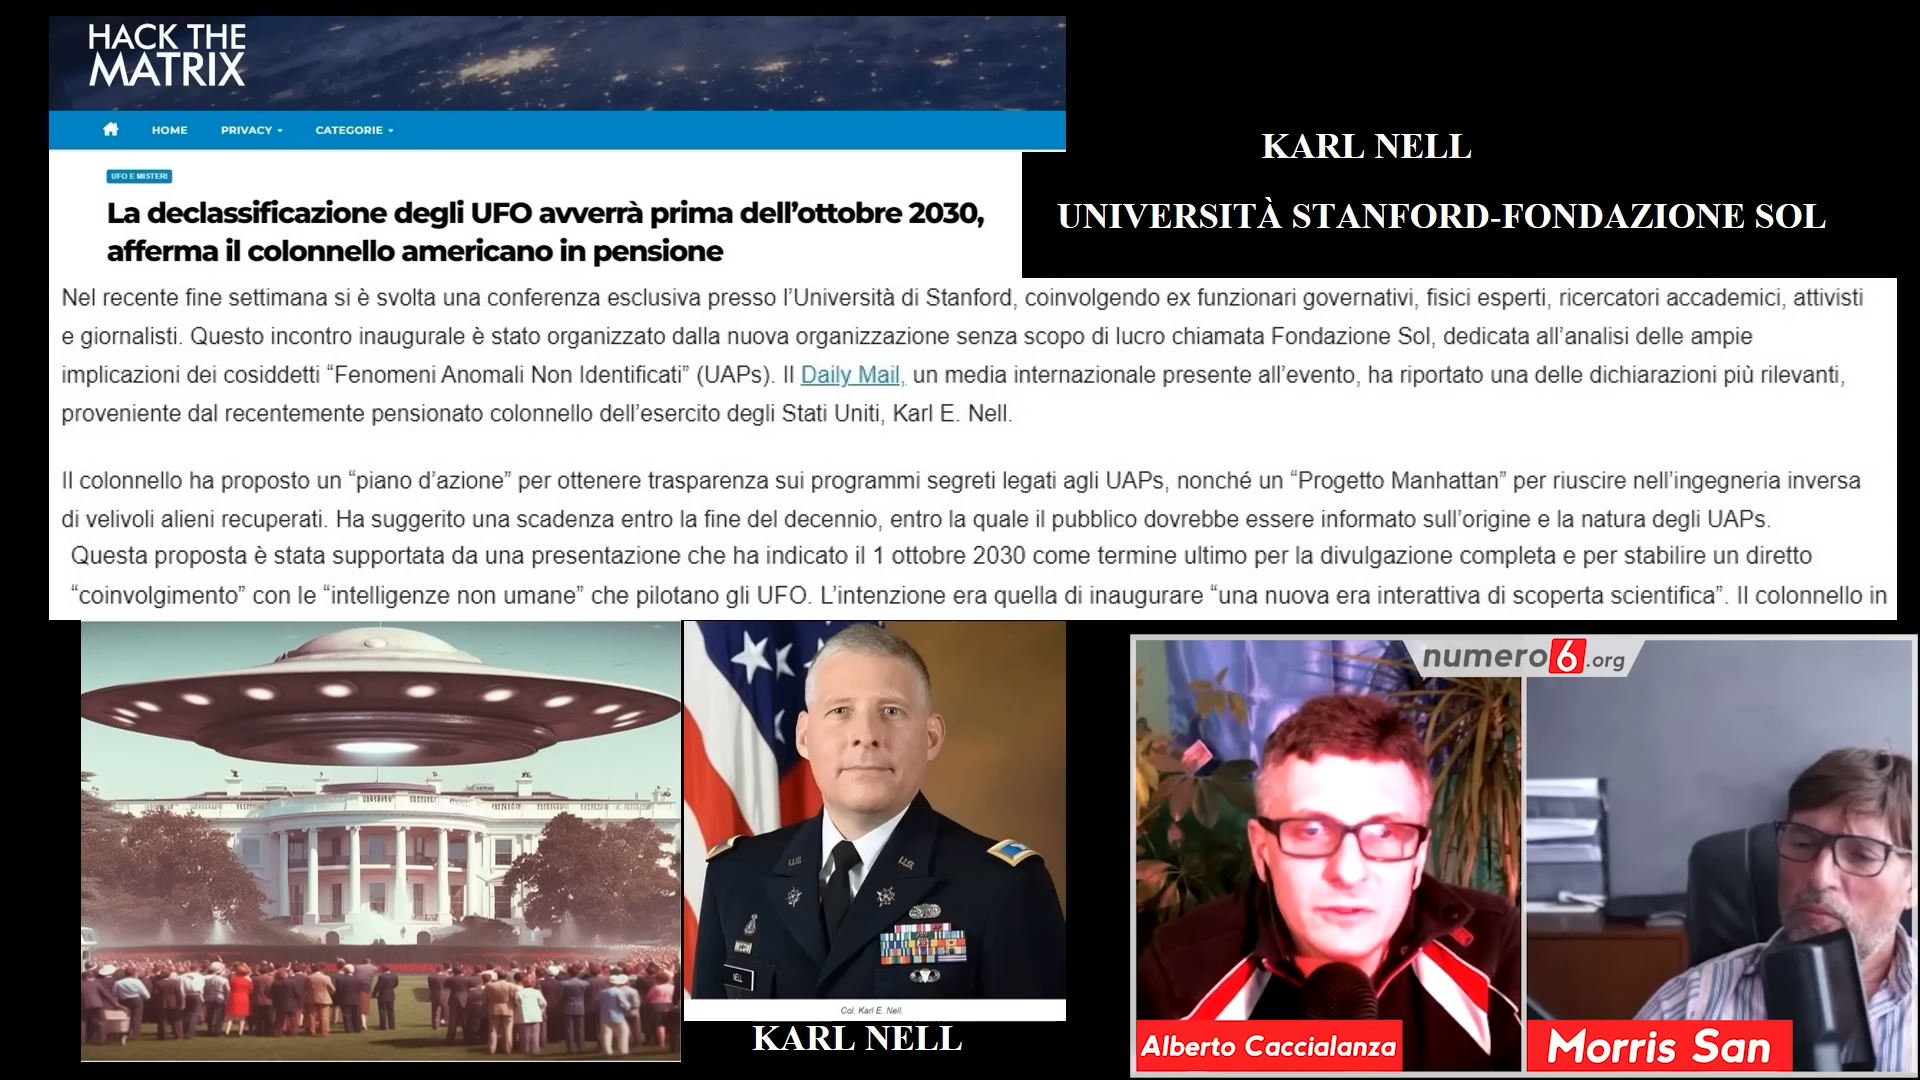 HACK THE
MATRIX
HOME PRIVACY CATEGORIE
UFO E MISTERI
La declassificazione degli UFO avverrà prima dell’ottobre 2030,
afferma il colonnello americano in pensione
KARL NELL
UNIVERSITÀ STANFORD-FONDAZIONE SOL
Nel recente fine settimana si è svolta una conferenza esclusiva presso l’Università di Stanford, coinvolgendo ex funzionari governativi, fisici esperti, ricercatori accademici, attivisti
e giornalisti. Questo incontro inaugurale è stato organizzato dalla nuova organizzazione senza scopo di lucro chiamata Fondazione Sol, dedicata all’analisi delle ampie
implicazioni dei cosiddetti “Fenomeni Anomali Non Identificati” (UAPs). Il Daily Mail, un media internazionale presente all’evento, ha riportato una delle dichiarazioni più rilevanti,
proveniente dal recentemente pensionato colonnello dell’esercito degli Stati Uniti, Karl E. Nell.
Il colonnello ha proposto un “piano d’azione” per ottenere trasparenza sui programmi segreti legati agli UAPs, nonché un “Progetto Manhattan” per riuscire nell’ingegneria inversa
di velivoli alieni recuperati. Ha suggerito una scadenza entro la fine del decennio, entro la quale il pubblico dovrebbe essere informato sull’origine e la natura degli UAPs.
Questa proposta è stata supportata da una presentazione che ha indicato il 1 ottobre 2030 come termine ultimo per la divulgazione completa e per stabilire un diretto
“coinvolgimento” con le “intelligenze non umane” che pilotano gli UFO. L’intenzione era quella di inaugurare “una nuova era interattiva di scoperta scientifica”. Il colonnello in
U.S. U.S.
NELL
Col. Karl E. Nell.
KARL NELL
numero6.org
Alberto Caccialanza
Morris San